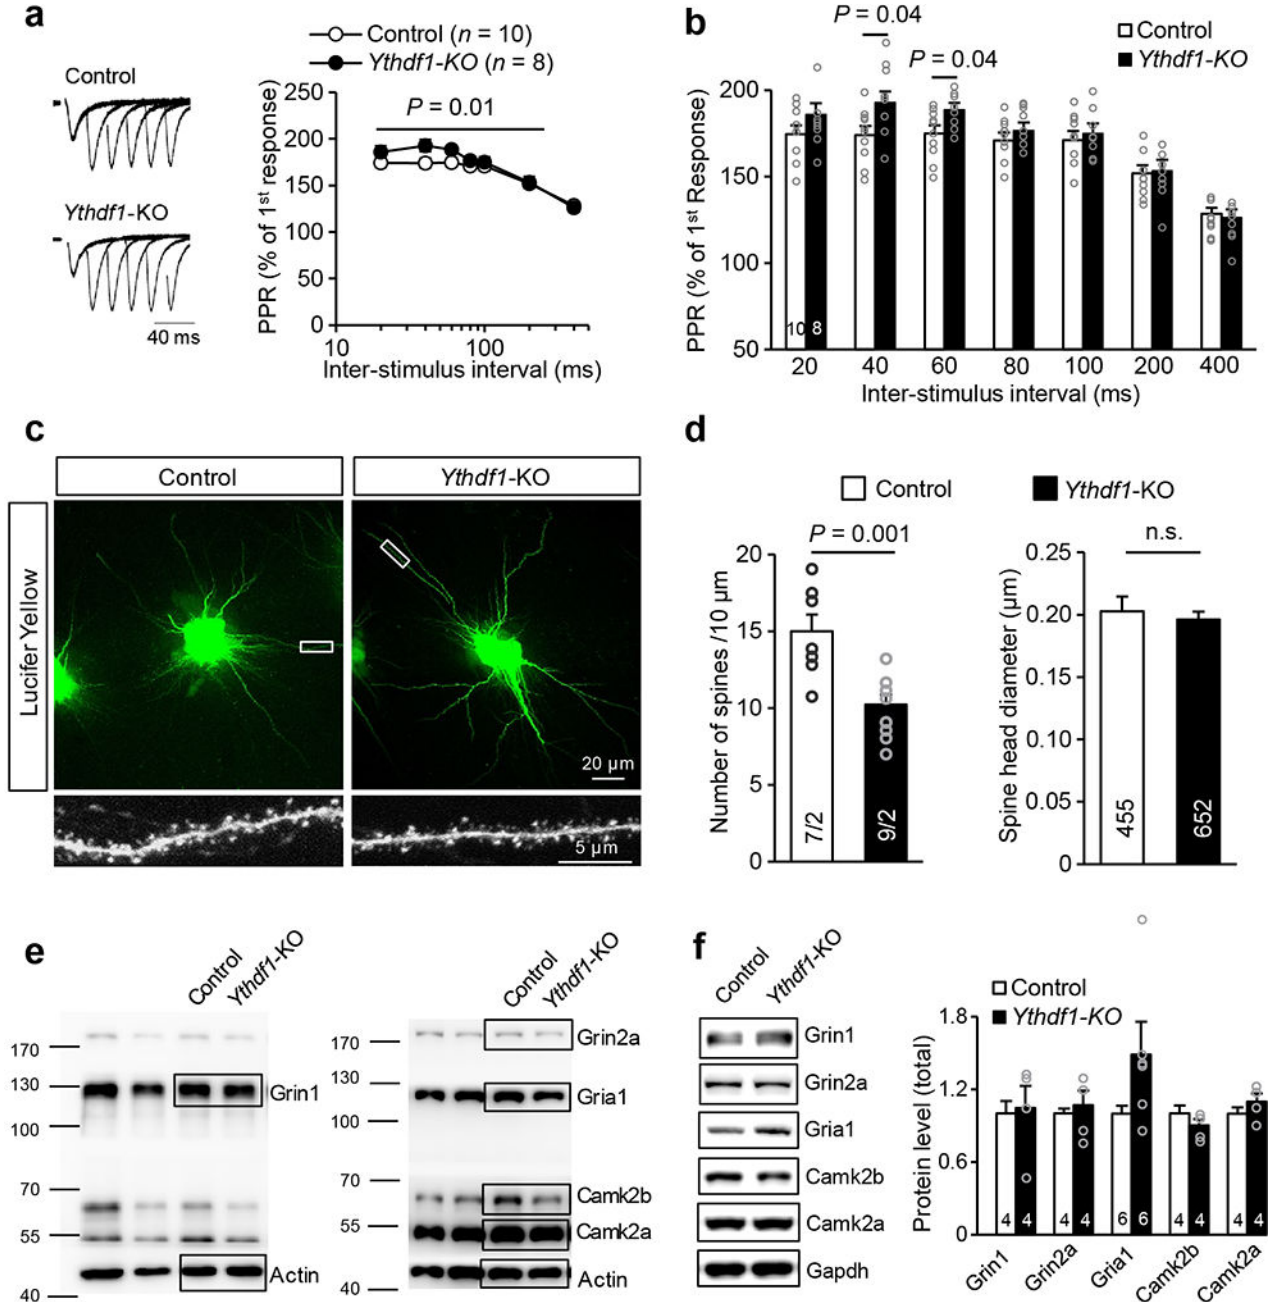 a
Control (n = 10)
Ythdf1-KO (n = 8)
Control
Ythdf1-KO
40 ms
PPR (% of 1st response)
250
200
150
100
50
0
P = 0.01
10
100
Inter-stimulus interval (ms)
b
P = 0.04
P = 0.04
Control
Ythdf1-KO
PPR (% of 1st Response)
200
150
100
50
10
8
20
40
60
80
100
200
400
Inter-stimulus interval (ms)
c
Control
Ythdf1-KO
Lucifer Yellow
20 μm
5 μm
d
Control
Ythdf1-KO
P = 0.001
Number of spines /10 μm
20
15
10
5
0
7/2
9/2
n.s.
Spine head diameter (μm)
0.25
0.20
0.15
0.10
0.05
0
455
652
e
Control
Ythdf1-KO
170
130
100
70
55
40
Grin1
Actin
Control
Ythdf1-KO
170
130
100
70
55
40
Grin2a
Gria1
Camk2b
Camk2a
Actin
f
Control
Ythdf1-KO
Grin1
Grin2a
Gria1
Camk2b
Camk2a
Gapdh
Control
Ythdf1-KO
Protein level (total)
1.8
1.2
0.6
0
4
4
4
4
6
6
4
4
4
4
Grin1
Grin2a
Gria1
Camk2b
Camk2a